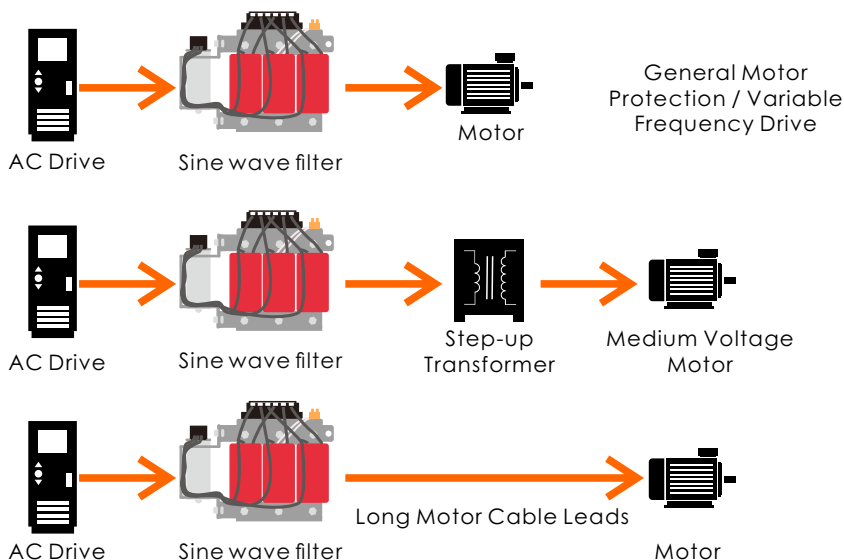 General Motor
Protection / Variable
Frequency Drive
Motor
AC Drive
Sine wave filter
Step-up
Transformer
Medium Voltage
Motor
AC Drive
Sine wave filter
Long Motor Cable Leads
AC Drive
Sine wave filter
Motor